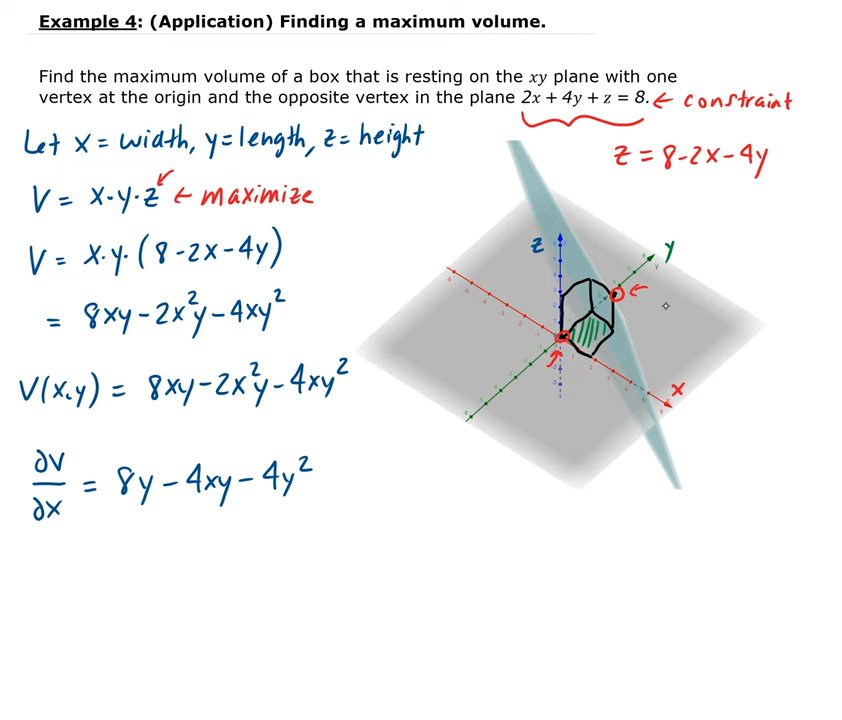 Example 4: (Application) Finding a maximum volume.
Find the maximum volume of a box that is resting on the xy plane with one
vertex at the origin and the opposite vertex in the plane 2x + 4y + z = 8. ← constraint
Let x = width, y = length, z = height
z = 8 - 2x - 4y
V = x·y·z ← maximize
V = x·y·(8 - 2x - 4y)
= 8xy - 2x²y - 4xy²
V(x,y) = 8xy - 2x²y - 4xy²
∂V/∂x = 8y - 4xy - 4y²
z
y
x